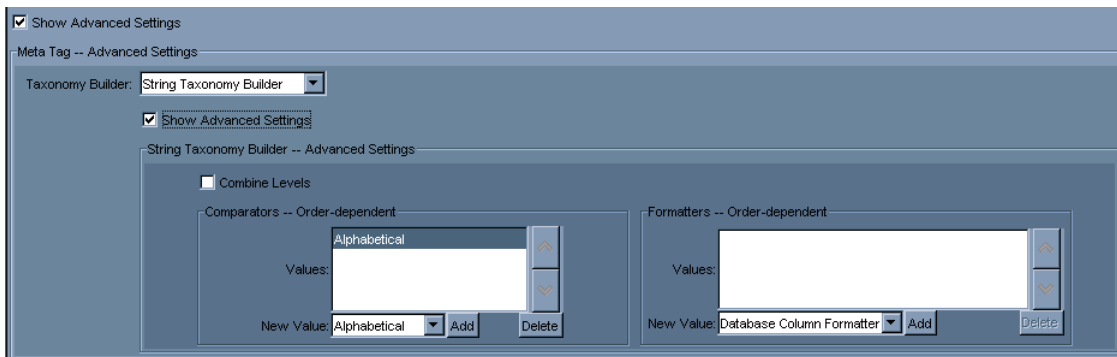 Show Advanced Settings
Meta Tag -- Advanced Settings
Taxonomy Builder: String Taxonomy Builder
Show Advanced Settings
String Taxonomy Builder -- Advanced Settings
Combine Levels
Comparators -- Order-dependent
Alphabetical
Values:
New Value: Alphabetical Add Delete
Formatters -- Order-dependent
Values:
New Value: Database Column Formatter Add Delete